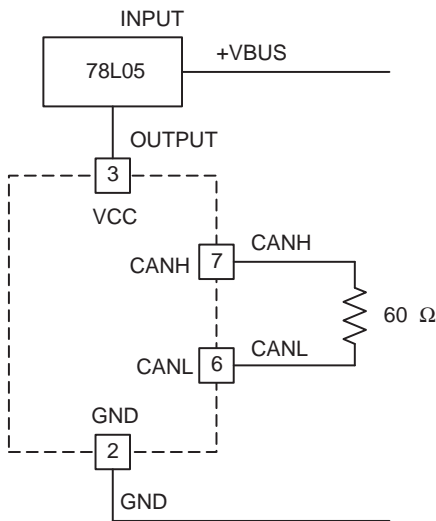 INPUT
+VBUS
78L05
OUTPUT
3
VCC
CANH
7
CANH
60 Ω
CANL
6
CANL
GND
2
GND